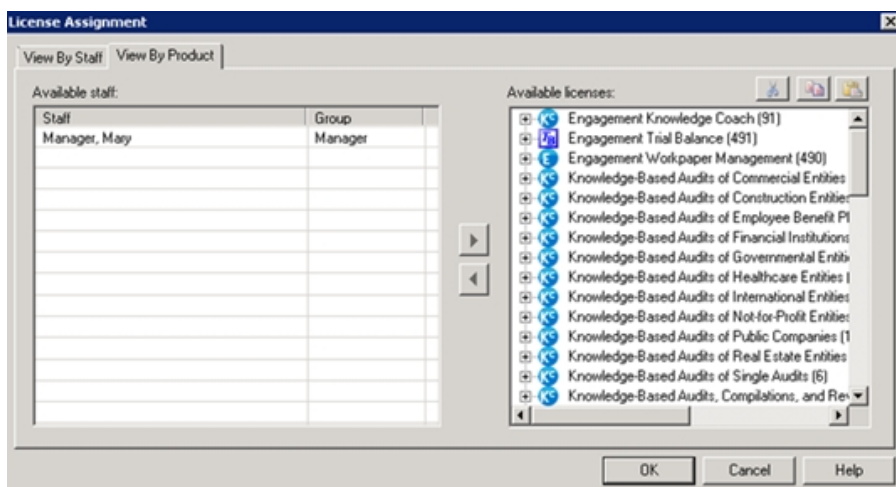 License Assignment
View By Staff
View By Product
Available staff:
Staff Group
Manager, Mary Manager
Available licenses:
Engagement Knowledge Coach (91)
Engagement Trial Balance (491)
Engagement Workpaper Management (490)
Knowledge-Based Audits of Commercial Entities
Knowledge-Based Audits of Construction Entities
Knowledge-Based Audits of Employee Benefit Pl
Knowledge-Based Audits of Financial Institutions
Knowledge-Based Audits of Governmental Entiti
Knowledge-Based Audits of Healthcare Entities (
Knowledge-Based Audits of International Entities
Knowledge-Based Audits of Not-for-Profit Entities
Knowledge-Based Audits of Public Companies (1
Knowledge-Based Audits of Real Estate Entities
Knowledge-Based Audits of Single Audits (6)
Knowledge-Based Audits, Compilations, and Rev
OK Cancel Help